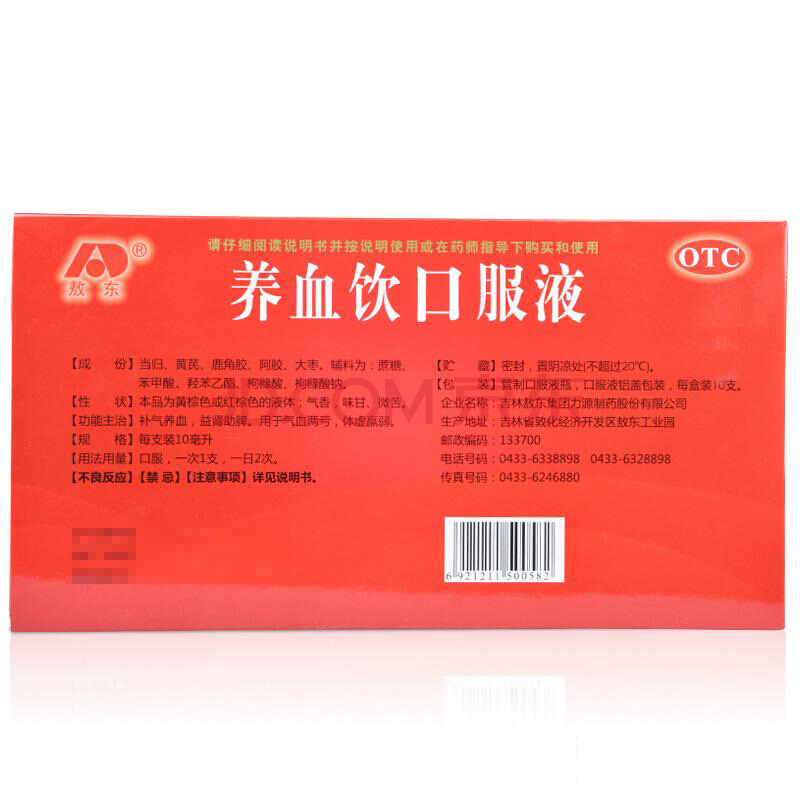 请仔细阅读说明书并按说明使用或在药师指导下购买和使用
OTC
敖东
®
养血饮口服液
【成 份】当归、黄芪、鹿角胶、阿胶、大枣。辅料为：蔗糖、
苯甲酸、羟苯乙酯、枸橼酸、枸橼酸钠。
【性 状】本品为黄棕色或红棕色的液体；气香，味甘、微苦。
【功能主治】补气养血，益肾助脾。用于气血两亏，体虚羸弱。
【规 格】每支装10毫升
【用法用量】口服，一次1支，一日2次。
【不良反应】【禁 忌】【注意事项】详见说明书。
【贮 藏】密封，置阴凉处(不超过20℃)。
【包 装】管制口服液瓶，口服液铝盖包装，每盒装10支。
企业名称：吉林敖东集团力源制药股份有限公司
生产地址：吉林省敦化经济开发区敖东工业园
邮政编码：133700
电话号码：0433-6338898 0433-6328898
传真号码：0433-6246880
6 921211 500582